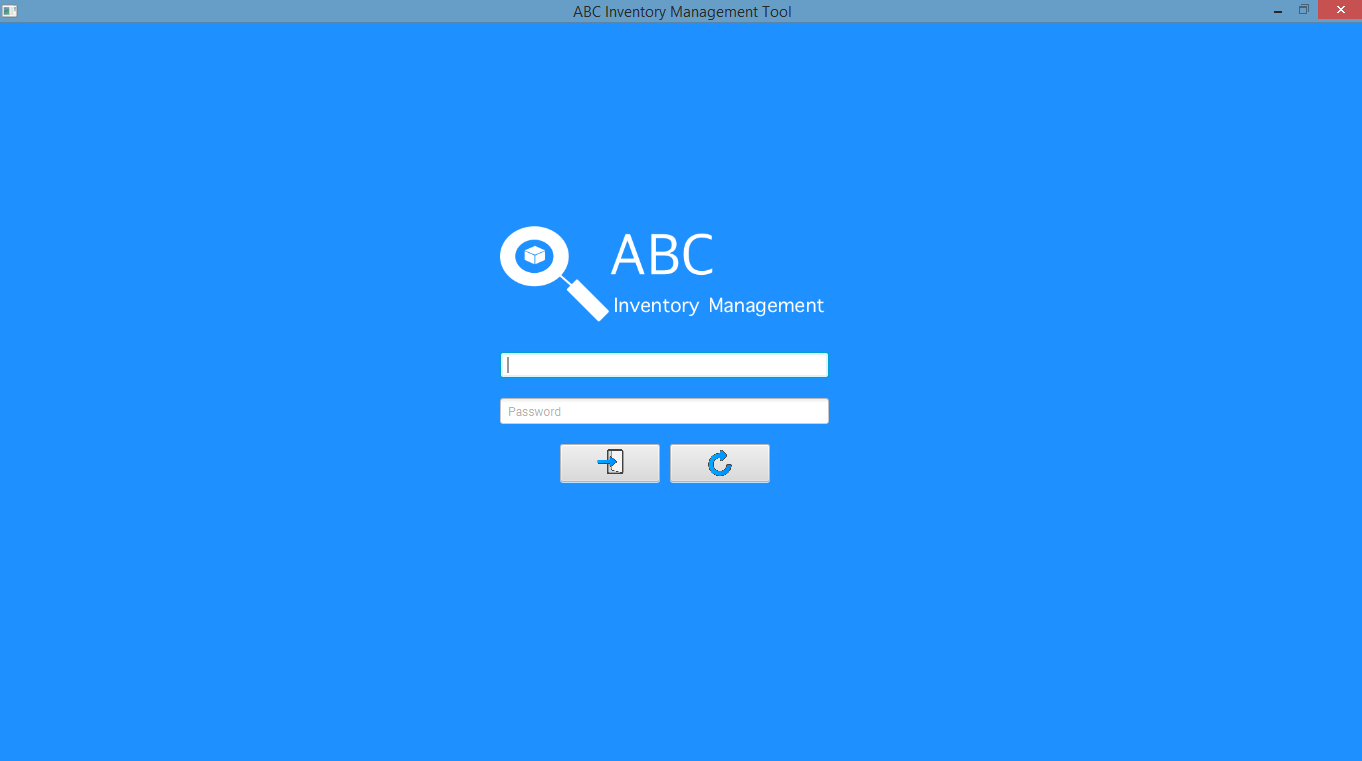 ABC Inventory Management Tool
ABC
Inventory Management
Password